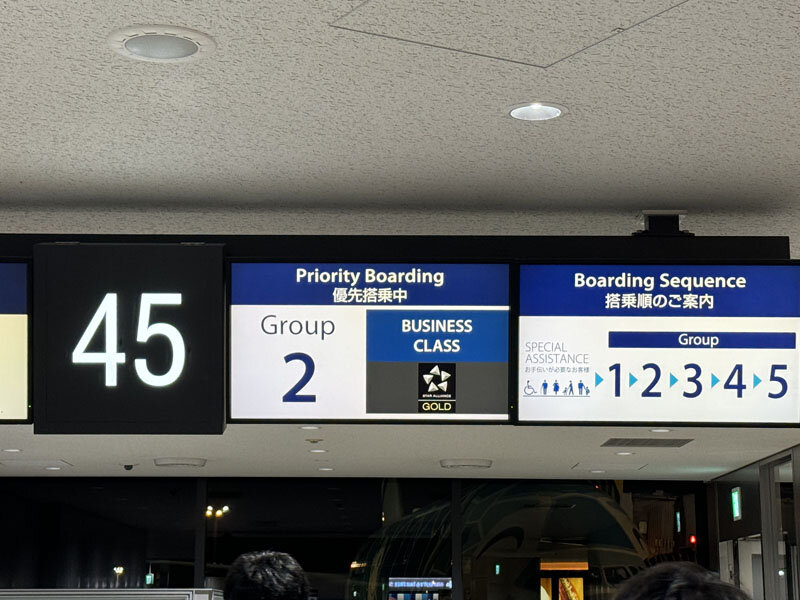 45
Priority Boarding
優先搭乗中
Group
2
BUSINESS
CLASS
STAR ALLIANCE
GOLD
Boarding Sequence
搭乗順のご案内
SPECIAL
ASSISTANCE
お手伝いが必要なお客様
Group
1 2 3 4 5